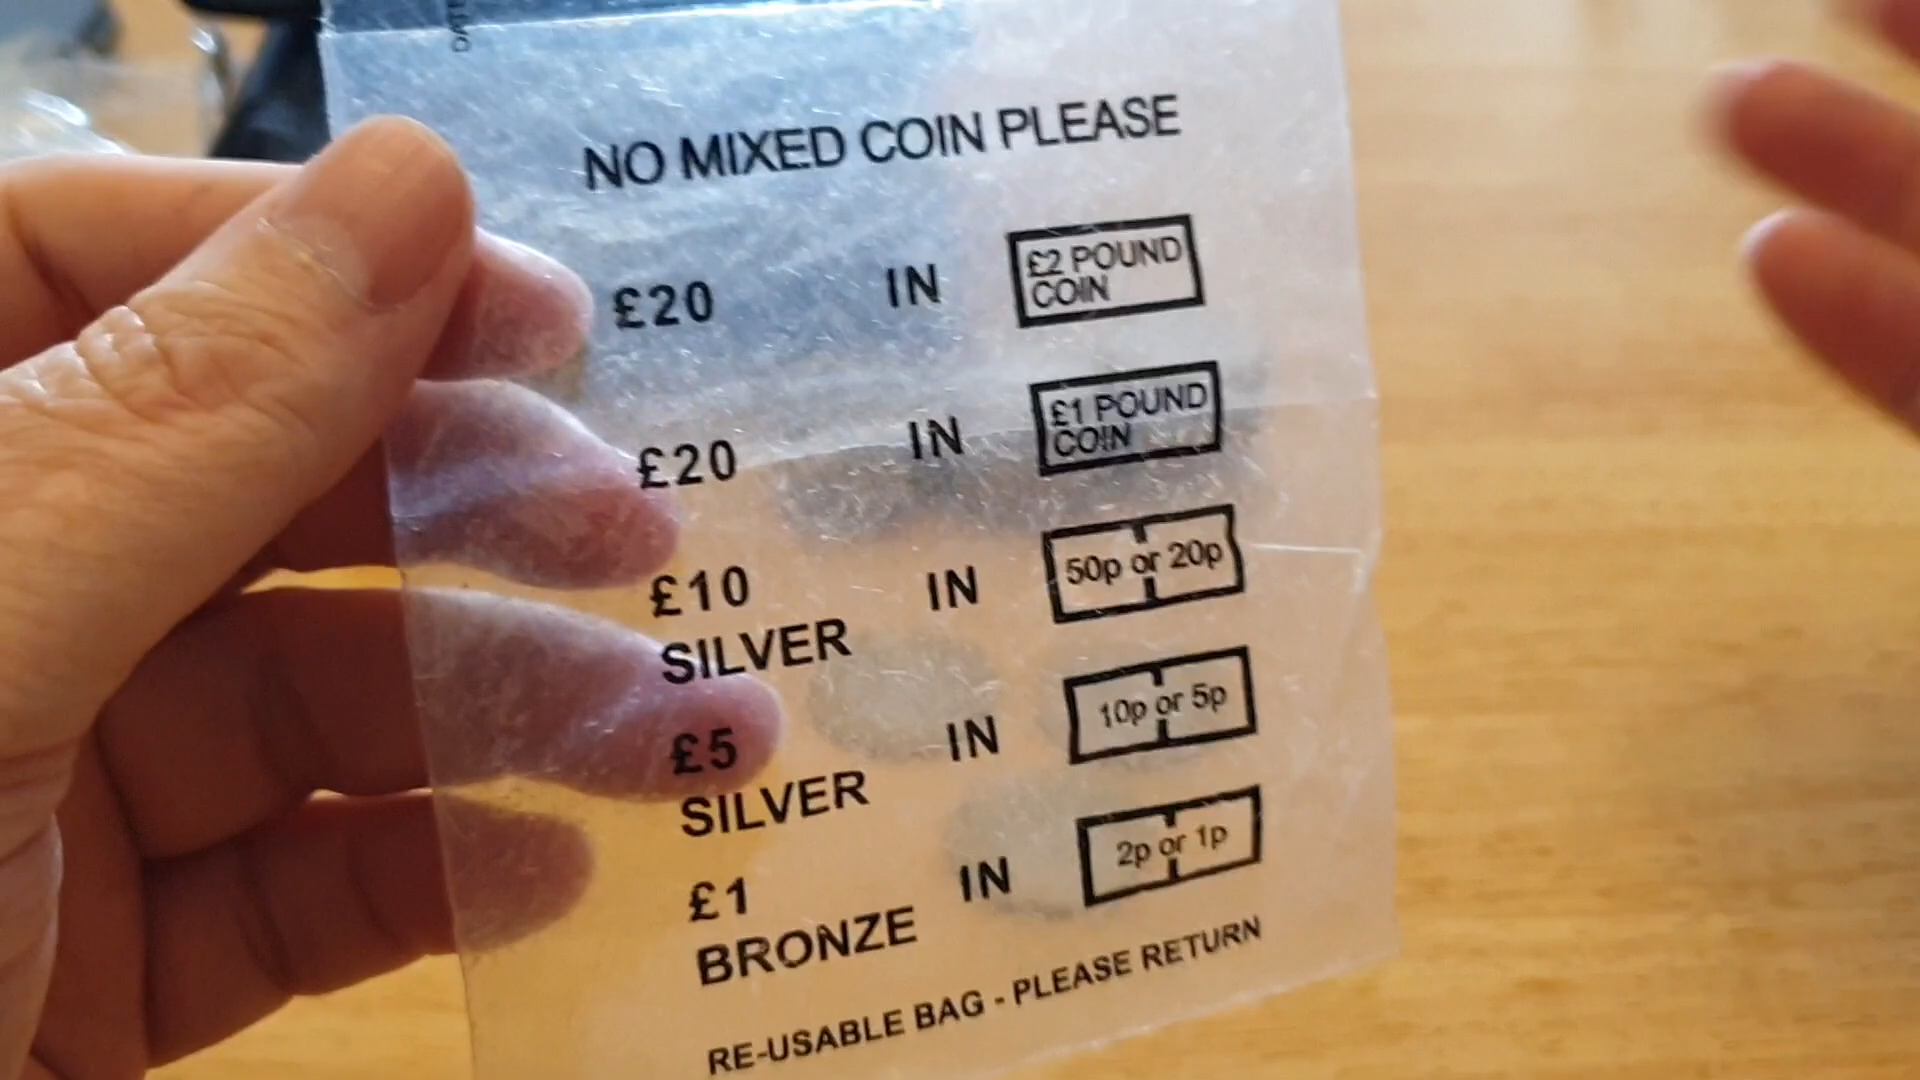 DATE
NO MIXED COIN PLEASE
£20 IN £2 POUND
COIN
£20 IN £1 POUND
COIN
£10 IN 50p or 20p
SILVER
£5 IN 10p or 5p
SILVER
£1 IN 2p or 1p
BRONZE
RE-USABLE BAG - PLEASE RETURN